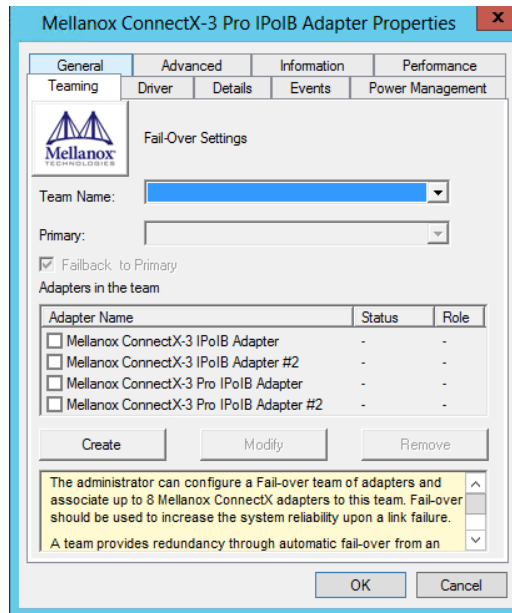 Mellanox ConnectX-3 Pro IPoIB Adapter Properties
x
General Advanced Information Performance
Teaming Driver Details Events Power Management
Mellanox
TECHNOLOGIES
Fail-Over Settings
Team Name:
Primary:
Failback to Primary
Adapters in the team
Adapter Name Status Role
Mellanox ConnectX-3 IPoIB Adapter - -
Mellanox ConnectX-3 IPoIB Adapter #2 - -
Mellanox ConnectX-3 Pro IPoIB Adapter - -
Mellanox ConnectX-3 Pro IPoIB Adapter #2 - -
Create Modify Remove
The administrator can configure a Fail-over team of adapters and
associate up to 8 Mellanox ConnectX adapters to this team. Fail-over
should be used to increase the system reliability upon a link failure.
A team provides redundancy through automatic fail-over from an
OK Cancel